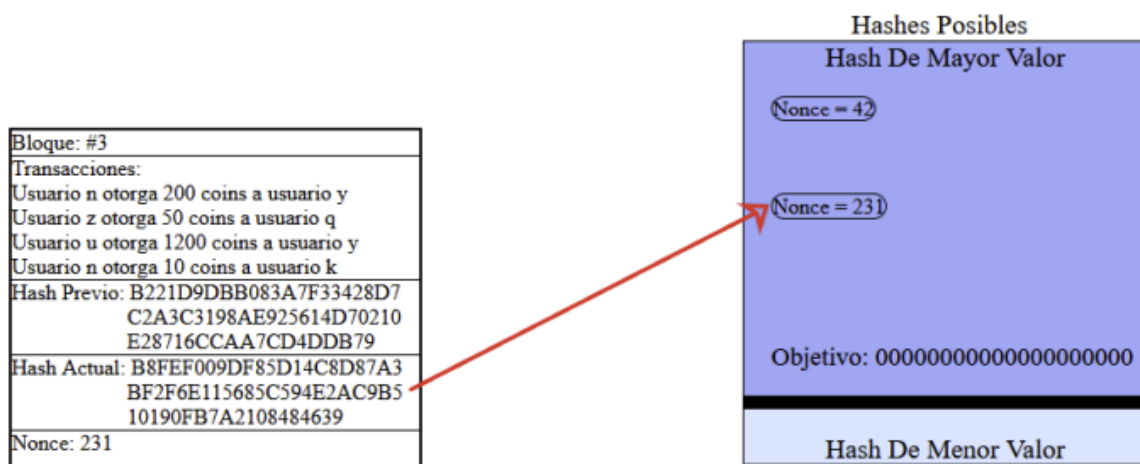 Bloque: #3
Transacciones:
Usuario n otorga 200 coins a usuario y
Usuario z otorga 50 coins a usuario q
Usuario u otorga 1200 coins a usuario y
Usuario n otorga 10 coins a usuario k
Hash Previo: B221D9DBB083A7F33428D7
C2A3C3198AE925614D70210
E28716CCAA7CD4DDB79
Hash Actual: B8FEF009DF85D14C8D87A3
BF2F6E115685C594E2AC9B5
10190FB7A2108484639
Nonce: 231
Hashes Posibles
Hash De Mayor Valor
Nonce = 42
Nonce = 231
Objetivo: 00000000000000000000
Hash De Menor Valor